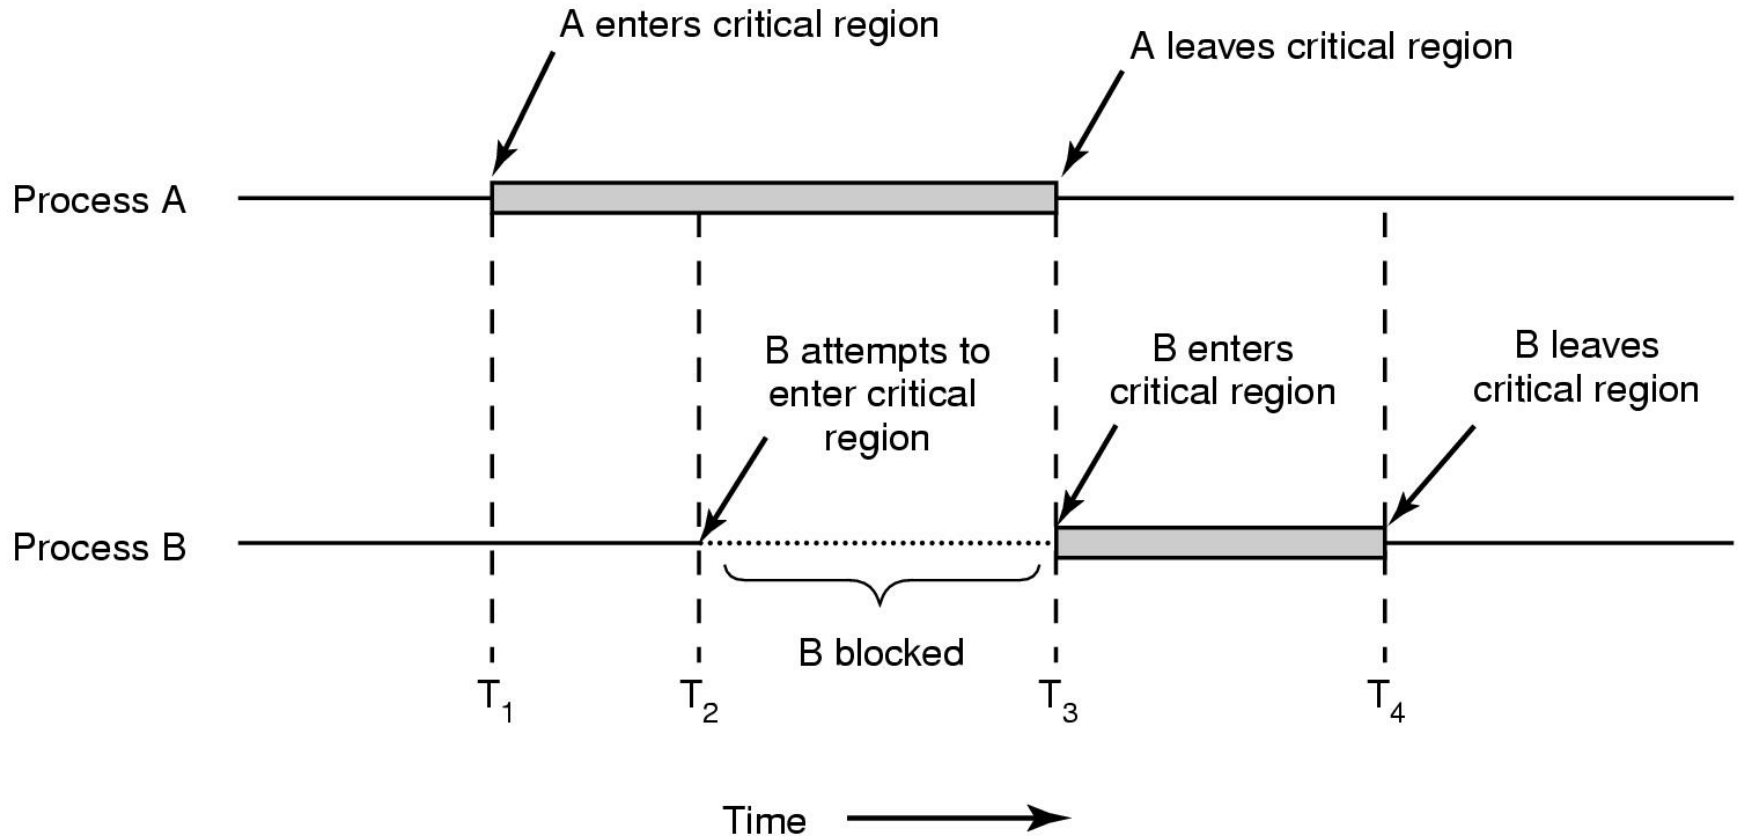 A enters critical region
A leaves critical region
Process A
B attempts to
enter critical
region
B enters
critical region
B leaves
critical region
Process B
B blocked
T1
T2
T3
T4
Time